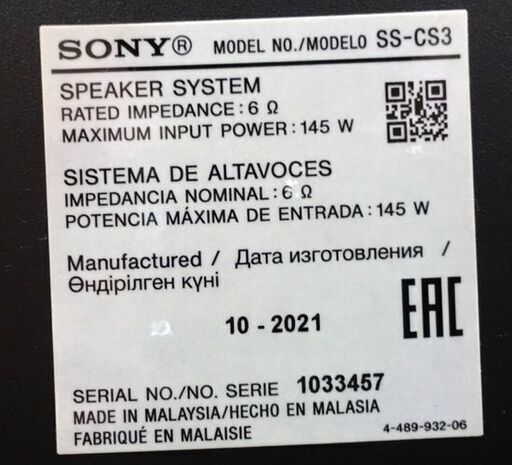 SONY® MODEL NO./MODELO SS-CS3
SPEAKER SYSTEM
RATED IMPEDANCE : 6 Ω
MAXIMUM INPUT POWER : 145 W
SISTEMA DE ALTAVOCES
IMPEDANCIA NOMINAL : 6 Ω
POTENCIA MÁXIMA DE ENTRADA : 145 W
Manufactured / Дата изготовления /
Өндірілген күні
10 - 2021
EAC
SERIAL NO./NO. SERIE 1033457
MADE IN MALAYSIA/HECHO EN MALASIA
FABRIQUÉ EN MALAISIE
4-489-932-06